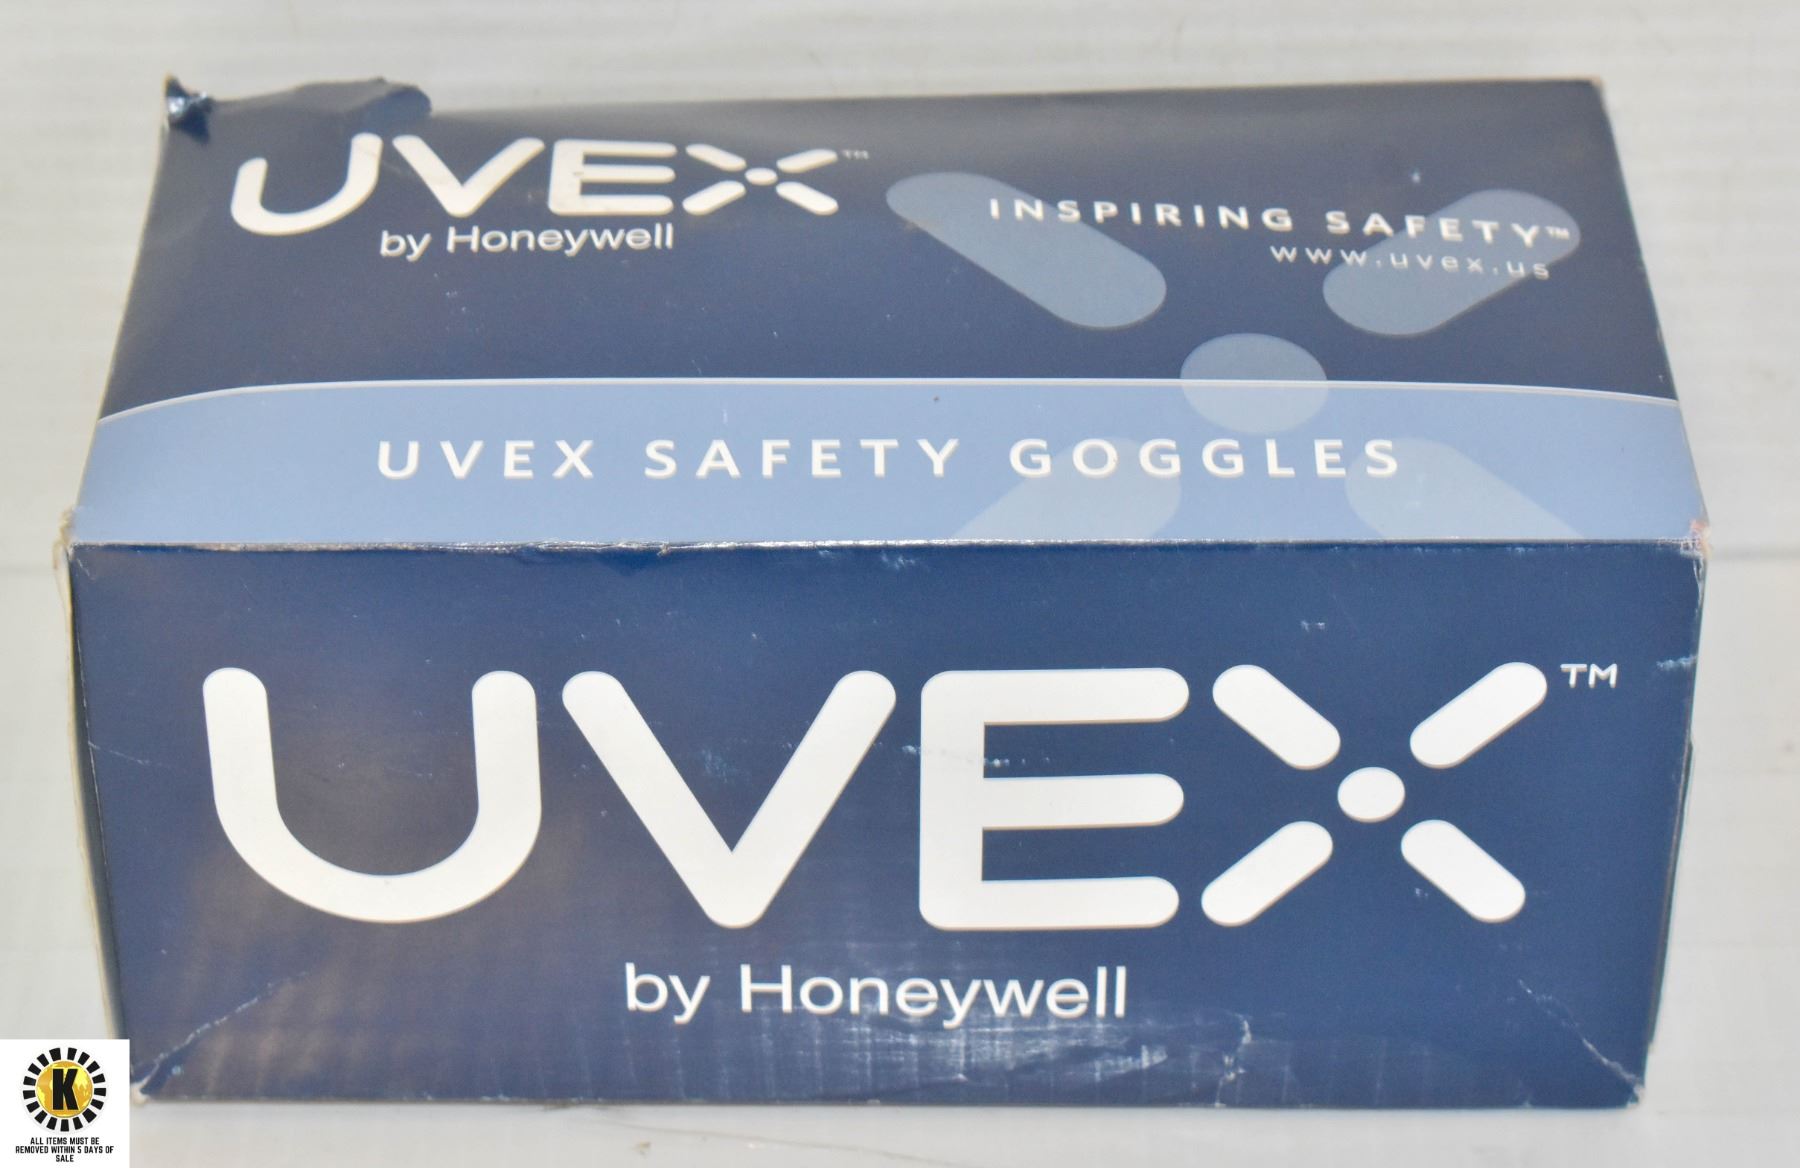 UVEX™
by Honeywell
INSPIRING SAFETY™
www.uvex.us
UVEX SAFETY GOGGLES
UVEX™
by Honeywell
K
ALL ITEMS MUST BE
REMOVED WITHIN 5 DAYS OF
SALE